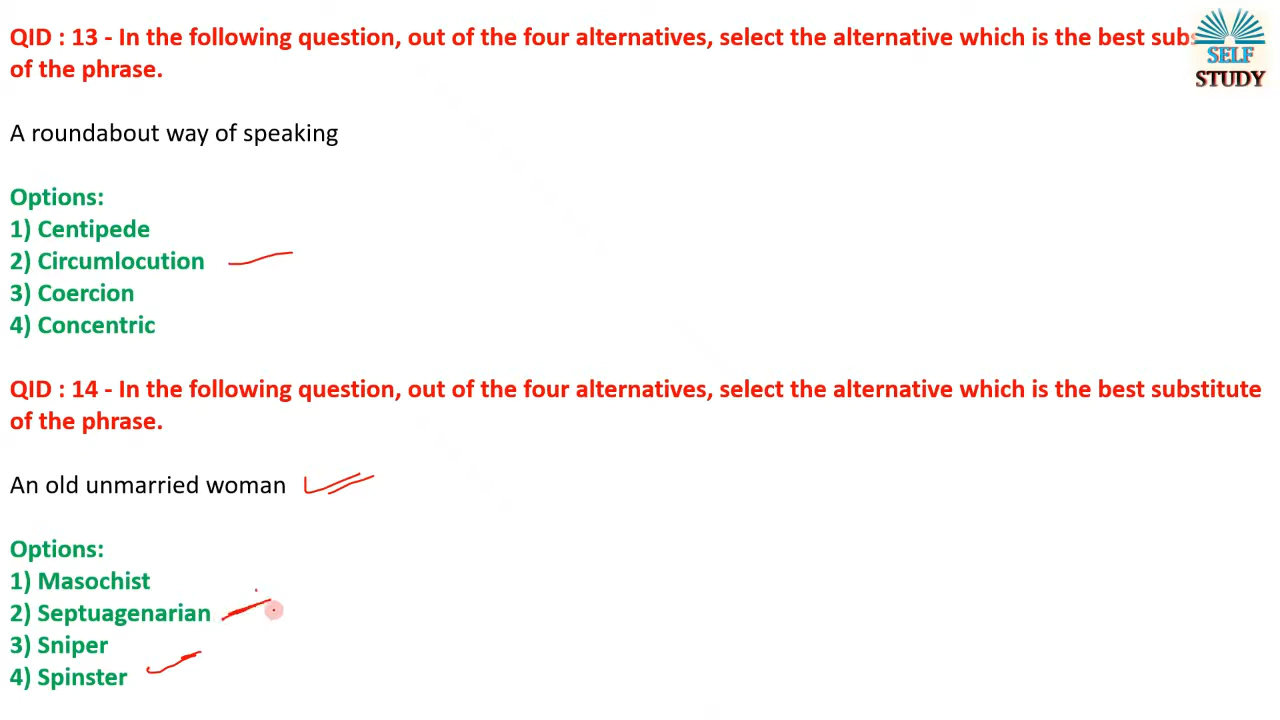 QID : 13 - In the following question, out of the four alternatives, select the alternative which is the best subs
SELF
STUDY
of the phrase.
A roundabout way of speaking
Options:
1) Centipede
2) Circumlocution
3) Coercion
4) Concentric
QID : 14 - In the following question, out of the four alternatives, select the alternative which is the best substitute
of the phrase.
An old unmarried woman
Options:
1) Masochist
2) Septuagenarian
3) Sniper
4) Spinster